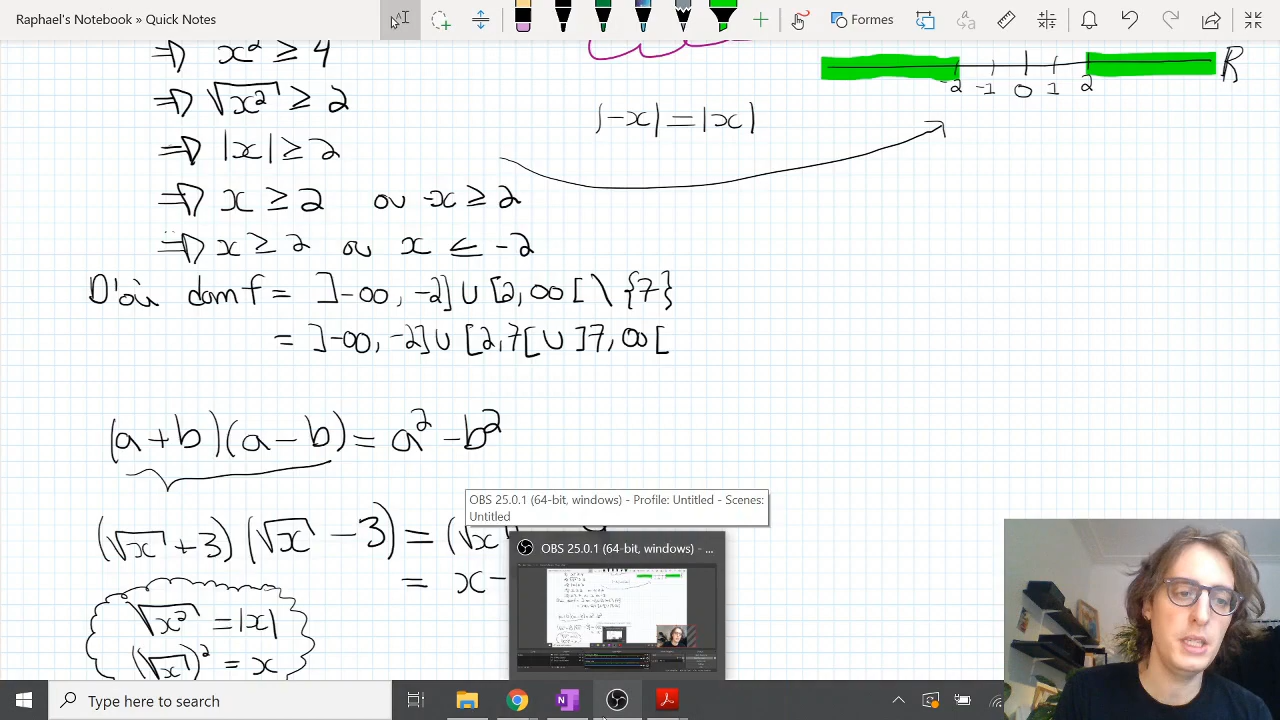 Raphael's Notebook » Quick Notes
Formes
⇒ x² ≥ 4
⇒ √x² ≥ 2
⇒ |x| ≥ 2
⇒ x ≥ 2 ou -x ≥ 2
⇒ x ≥ 2 ou x ≤ -2
D'où dom f = ]-∞, -2] ∪ [2, ∞[ \ {7}
= ]-∞, -2] ∪ [2,7[ ∪ ]7, ∞[
|-x| = |x|
-2 -1 0 1 2 ℝ
(a+b)(a-b) = a² - b²
(√x + 3)(√x - 3) = (√x)
= x -
√x² = |x|
(√x)² = x
OBS 25.0.1 (64-bit, windows) - Profile: Untitled - Scenes:
Untitled
OBS 25.0.1 (64-bit, windows) - ...
Type here to search